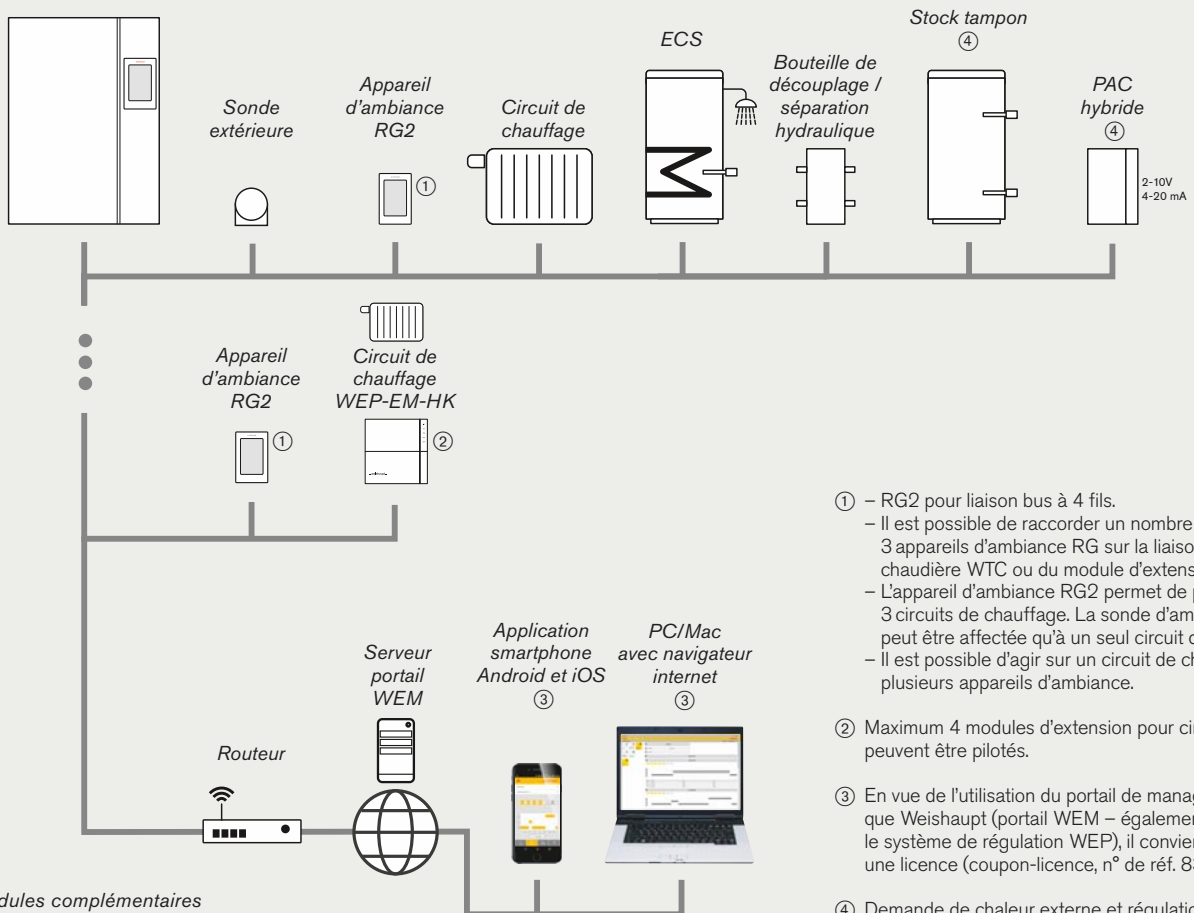 Stock tampon
④
ECS
Bouteille de
découplage /
séparation
hydraulique
PAC
hybride
④
Appareil
d'ambiance
RG2
Sonde
extérieure
Circuit de
chauffage
①
2-10V
4-20 mA
Appareil
d'ambiance
RG2
Circuit de
chauffage
WEP-EM-HK
①
②
① – RG2 pour liaison bus à 4 fils.
– Il est possible de raccorder un nombre
3 appareils d'ambiance RG sur la liaiso
chaudière WTC ou du module d'extens
– L'appareil d'ambiance RG2 permet de p
3 circuits de chauffage. La sonde d'am
peut être affectée qu'à un seul circuit d
– Il est possible d'agir sur un circuit de ch
plusieurs appareils d'ambiance.
② Maximum 4 modules d'extension pour cir
peuvent être pilotés.
③ En vue de l'utilisation du portail de manag
que Weishaupt (portail WEM – égalemen
le système de régulation WEP), il convien
une licence (coupon-licence, n° de réf. 83
④ Demande de chaleur externe et régulatio
Application
smartphone
Android et iOS
③
PC/Mac
avec navigateur
internet
③
Serveur
portail
WEM
Routeur
dules complémentaires